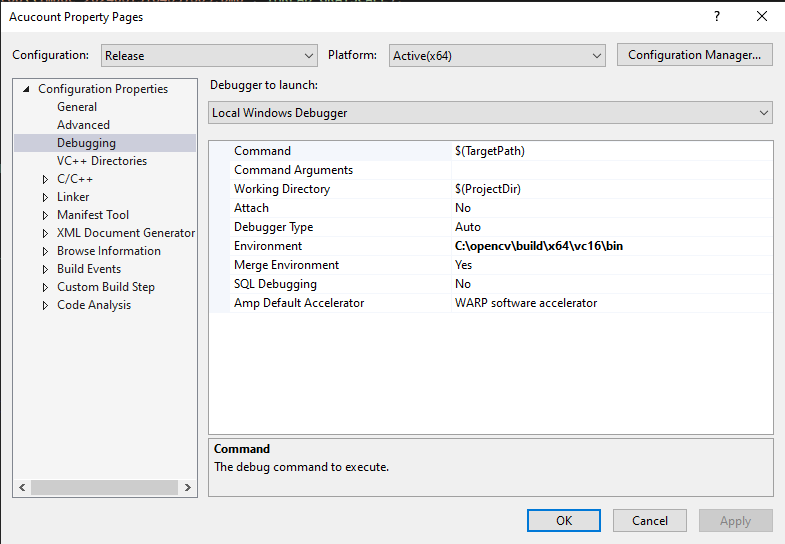 Acucount Property Pages
?
Configuration: Release Platform: Active(x64) Configuration Manager...
Configuration Properties
General
Advanced
Debugging
VC++ Directories
C/C++
Linker
Manifest Tool
XML Document Generator
Browse Information
Build Events
Custom Build Step
Code Analysis
Debugger to launch:
Local Windows Debugger
Command $(TargetPath)
Command Arguments
Working Directory $(ProjectDir)
Attach No
Debugger Type Auto
Environment C:\opencv\build\x64\vc16\bin
Merge Environment Yes
SQL Debugging No
Amp Default Accelerator WARP software accelerator
Command
The debug command to execute.
OK Cancel Apply